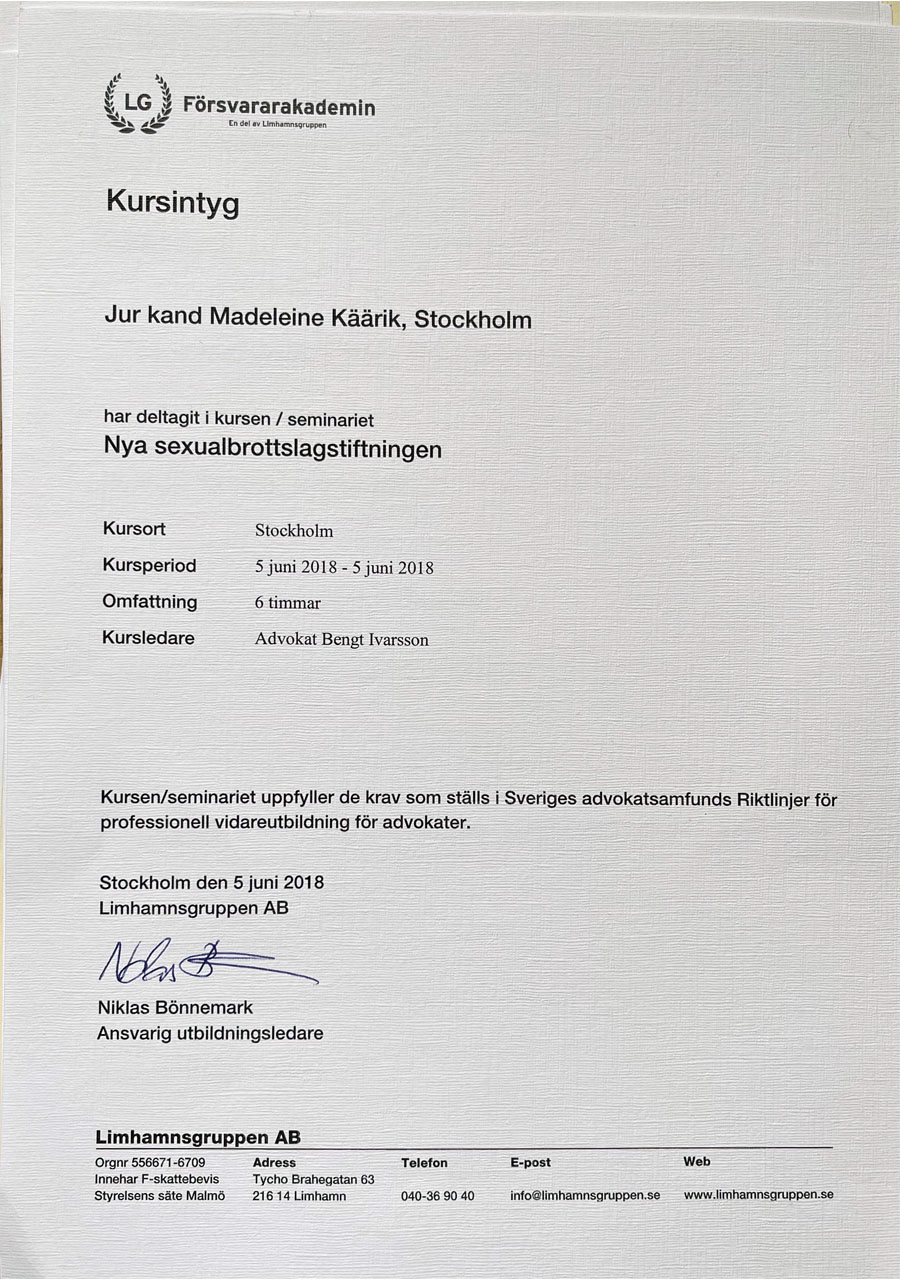 LG Försvararakademin
En del av Limhamnsgruppen
Kursintyg
Jur kand Madeleine Käärik, Stockholm
har deltagit i kursen / seminariet
Nya sexualbrottslagstiftningen
Kursort Stockholm
Kursperiod 5 juni 2018 - 5 juni 2018
Omfattning 6 timmar
Kursledare Advokat Bengt Ivarsson
Kursen/seminariet uppfyller de krav som ställs i Sveriges advokatsamfunds Riktlinjer för
professionell vidareutbildning för advokater.
Stockholm den 5 juni 2018
Limhamnsgruppen AB
Niklas Bönnemark
Ansvarig utbildningsledare
Limhamnsgruppen AB
Orgnr 556671-6709 Adress Telefon E-post Web
Innehar F-skattebevis Tycho Brahegatan 63
Styrelsens säte Malmö 216 14 Limhamn 040-36 90 40 info@limhamnsgruppen.se www.limhamnsgruppen.se